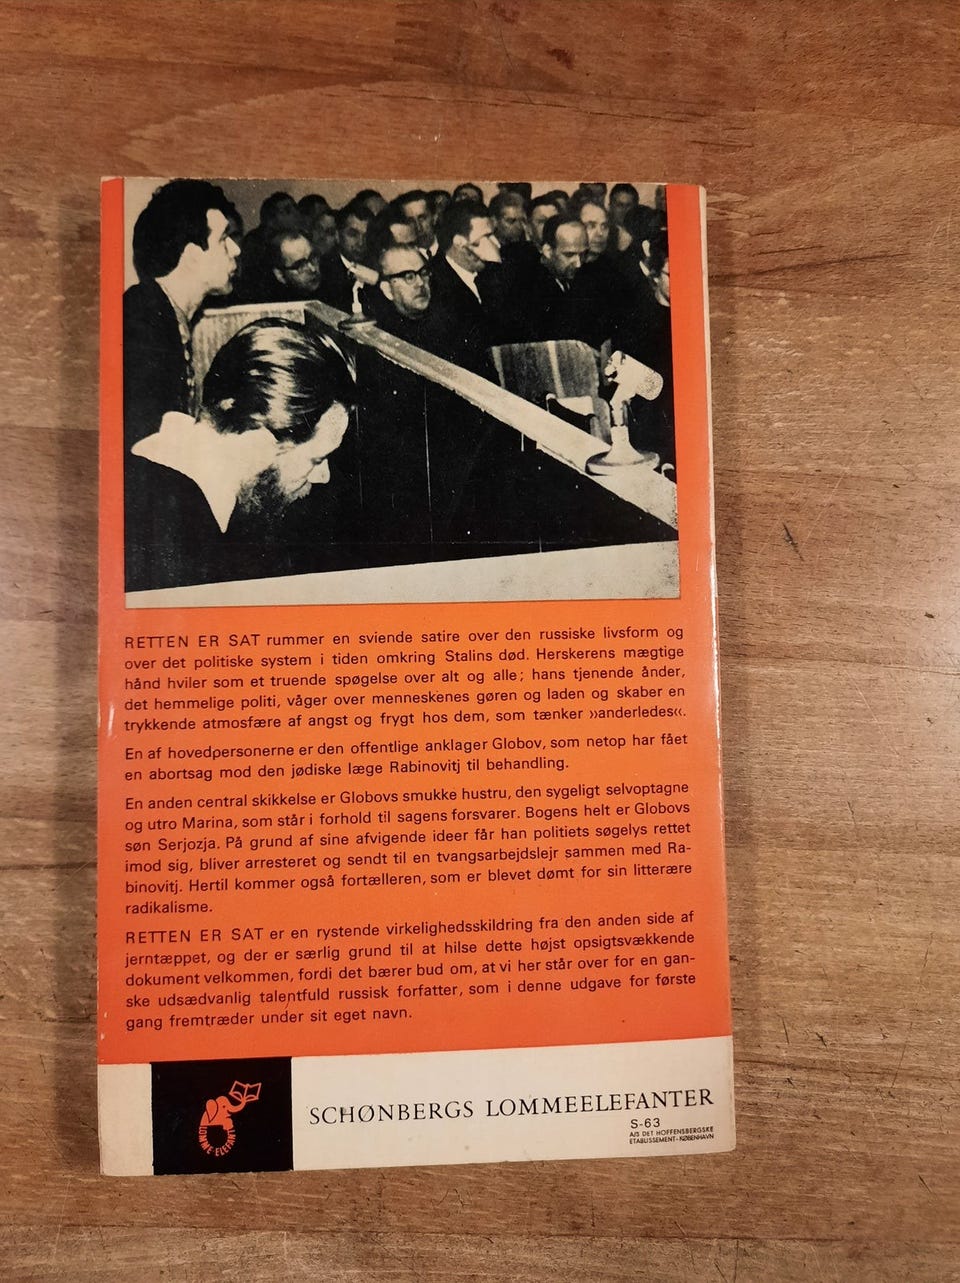 RETTEN ER SAT rummer en sviende satire over den russiske livsform og
over det politiske system i tiden omkring Stalins død. Herskerens mægtige
hånd hviler som et truende spøgelse over alt og alle; hans tjenende ånder,
det hemmelige politi, våger over menneskenes gøren og laden og skaber en
trykkende atmosfære af angst og frygt hos dem, som tænker »anderledes«.
En af hovedpersonerne er den offentlige anklager Globov, som netop har fået
en abortsag mod den jødiske læge Rabinovitj til behandling.
En anden central skikkelse er Globovs smukke hustru, den sygeligt selvoptagne
og utro Marina, som står i forhold til sagens forsvarer. Bogens helt er Globovs
søn Serjozja. På grund af sine afvigende ideer får han politiets søgelys rettet
imod sig, bliver arresteret og sendt til en tvangsarbejdslejr sammen med Ra-
binovitj. Hertil kommer også fortælleren, som er blevet dømt for sin litterære
radikalisme.
RETTEN ER SAT er en rystende virkelighedsskildring fra den anden side af
jerntæppet, og der er særlig grund til at hilse dette højst opsigtsvækkende
dokument velkommen, fordi det bærer bud om, at vi her står over for en gan-
ske udsædvanlig talentfuld russisk forfatter, som i denne udgave for første
gang fremtræder under sit eget navn.
LOMME-ELEFANT
SCHØNBERGS LOMMEELEFANTER
S-63
A/S DET HOFFENSBERGSKE
ETABLISSEMENT-KØBENHAVN